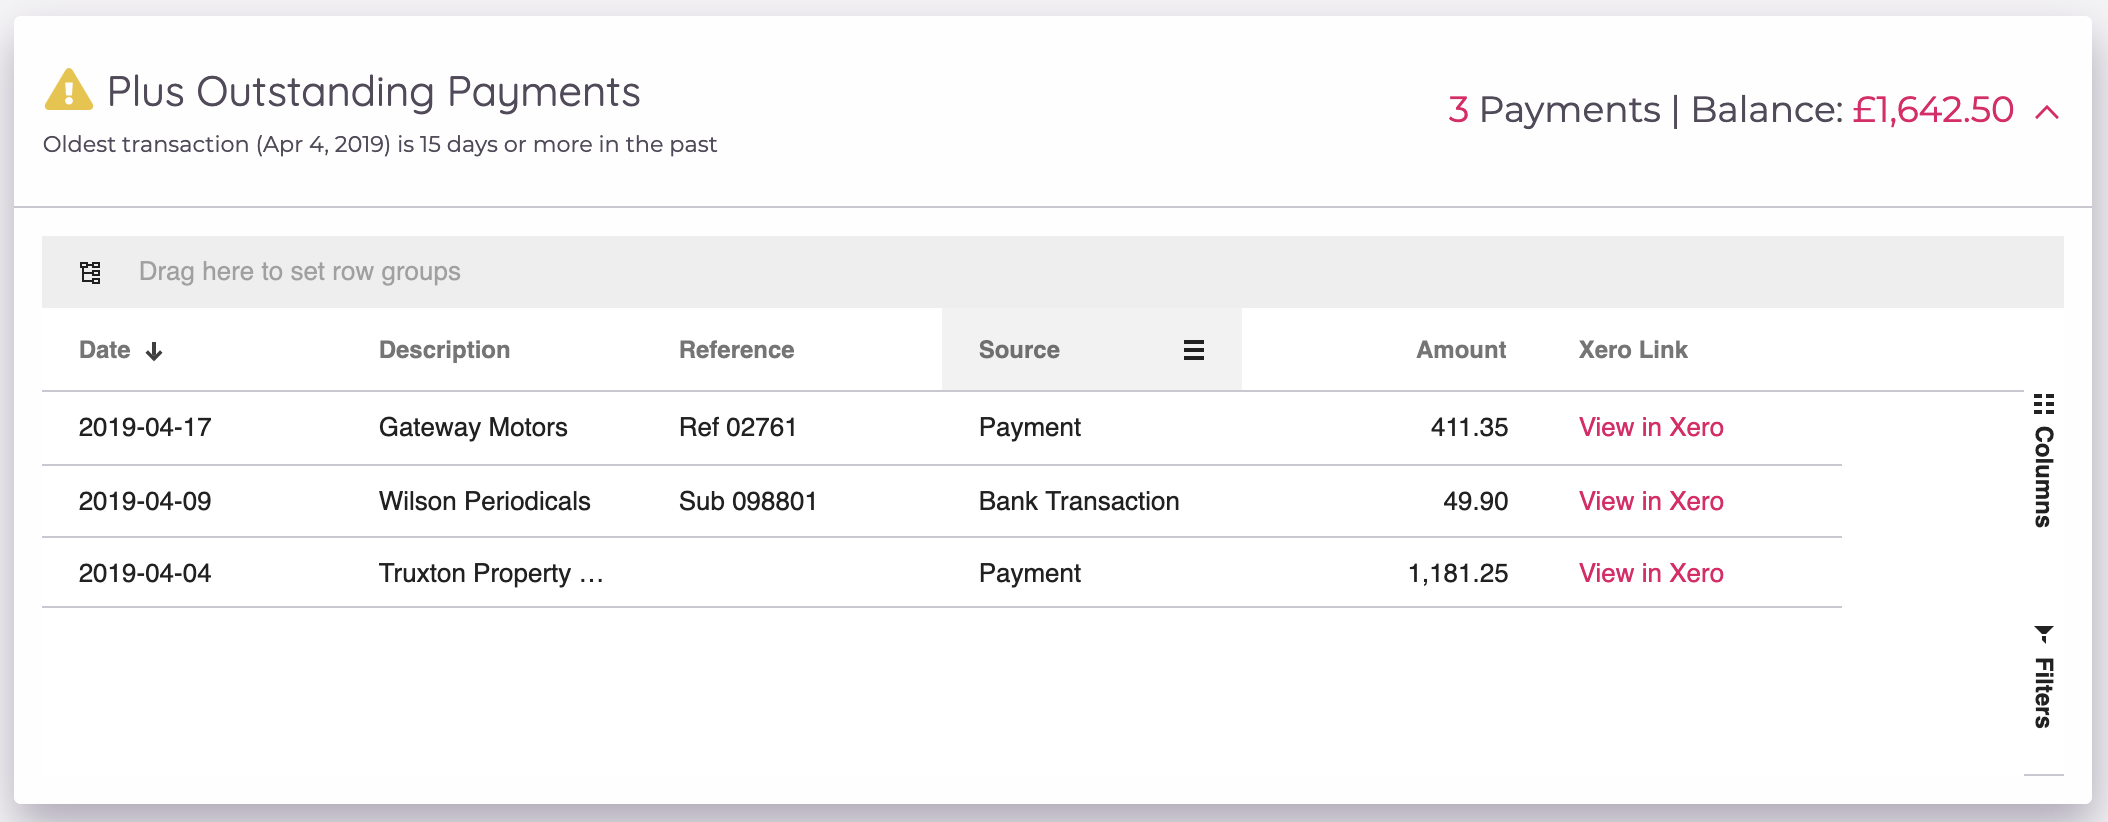 Plus Outstanding Payments
Oldest transaction (Apr 4, 2019) is 15 days or more in the past
3 Payments | Balance: £1,642.50
Drag here to set row groups
Date Description Reference Source Amount Xero Link
2019-04-17 Gateway Motors Ref 02761 Payment 411.35 View in Xero
2019-04-09 Wilson Periodicals Sub 098801 Bank Transaction 49.90 View in Xero
2019-04-04 Truxton Property … Payment 1,181.25 View in Xero
Columns
Filters